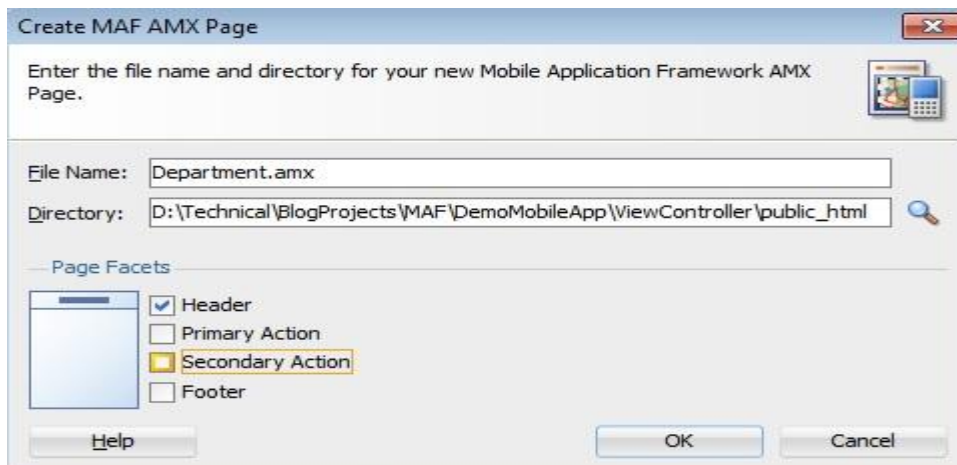 Create MAF AMX Page
Enter the file name and directory for your new Mobile Application Framework AMX
Page.
File Name: Department.amx
Directory: D:\Technical\BlogProjects\MAF\DemoMobileApp\ViewController\public_html
Page Facets
Header
Primary Action
Secondary Action
Footer
Help OK Cancel